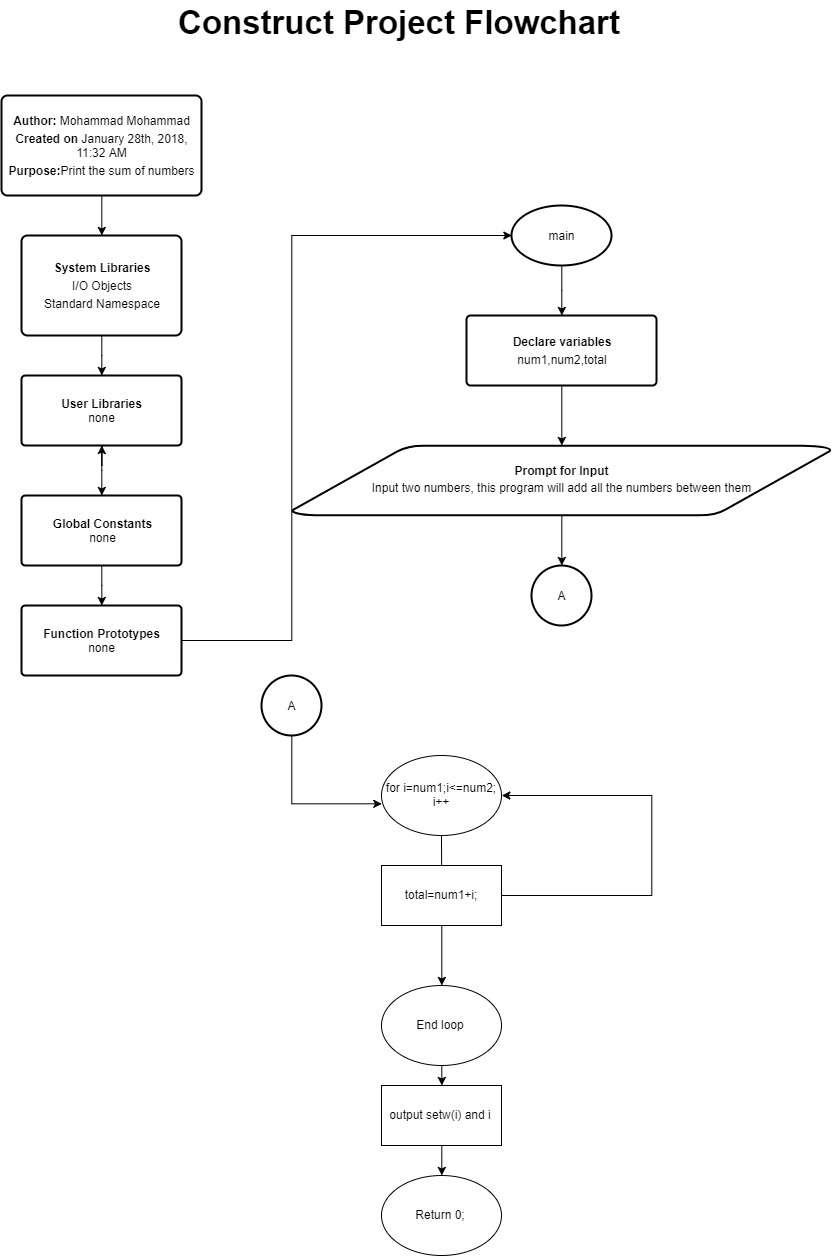 Construct Project Flowchart
Author: Mohammad Mohammad
Created on January 28th, 2018,
11:32 AM
Purpose:Print the sum of numbers
System Libraries
I/O Objects
Standard Namespace
User Libraries
none
Global Constants
none
Function Prototypes
none
main
Declare variables
num1,num2,total
Prompt for Input
Input two numbers, this program will add all the numbers between them
A
A
for i=num1;i<=num2;
i++
total=num1+i;
End loop
output setw(i) and i
Return 0;